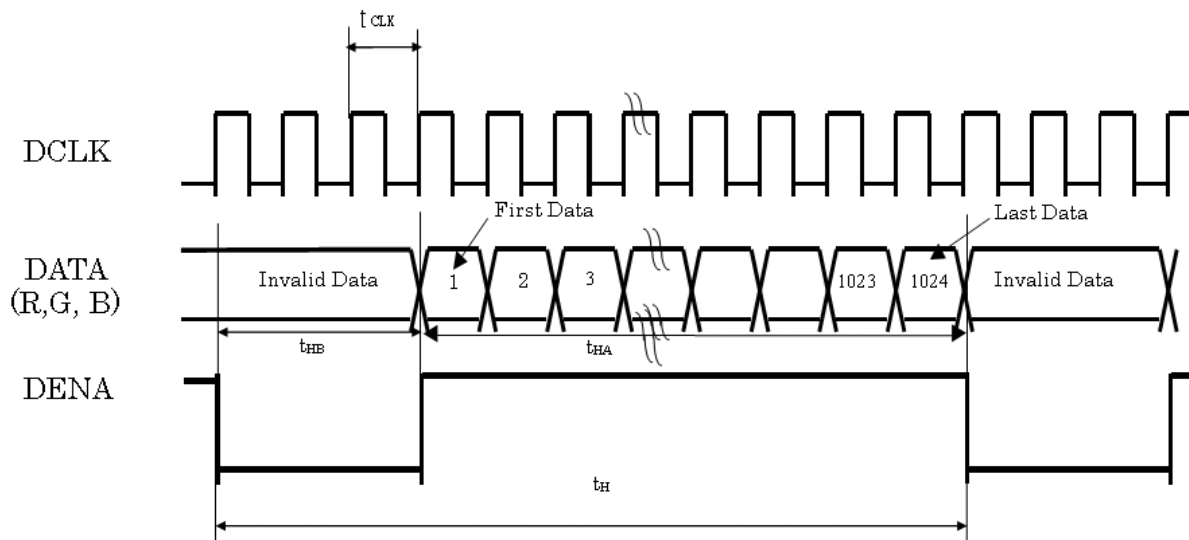 t CLK
DCLK
First Data
Last Data
DATA
(R,G, B)
Invalid Data
1
2
3
1023
1024
Invalid Data
tHB
tHA
DENA
tH